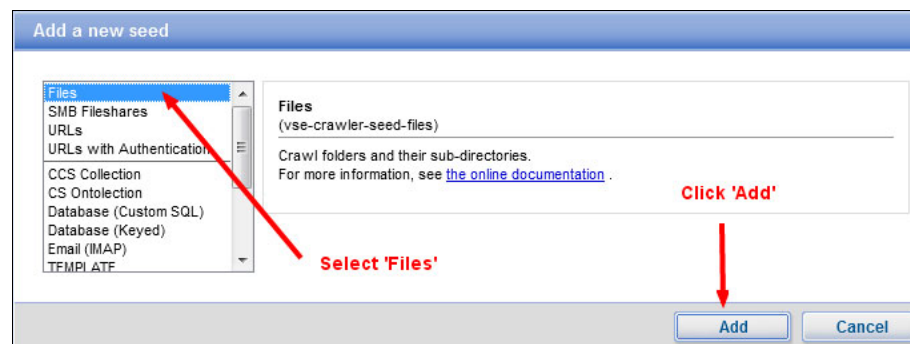 Add a new seed
Files
SMB Fileshares
URLs
URLs with Authentication
CCS Collection
CS Ontolection
Database (Custom SQL)
Database (Keyed)
Email (IMAP)
TEMPLATE
Files
(vse-crawler-seed-files)
Crawl folders and their sub-directories.
For more information, see the online documentation .
Click 'Add'
Select 'Files'
Add
Cancel